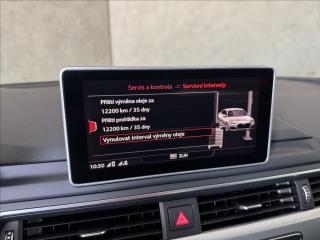 Servis a kontrola :: Servisní intervaly
Příští výměna oleje za
12200 km / 35 dny
Příští prohlídka za
12200 km / 35 dny
Vynulovat interval výměny oleje
10:30
ZLIN